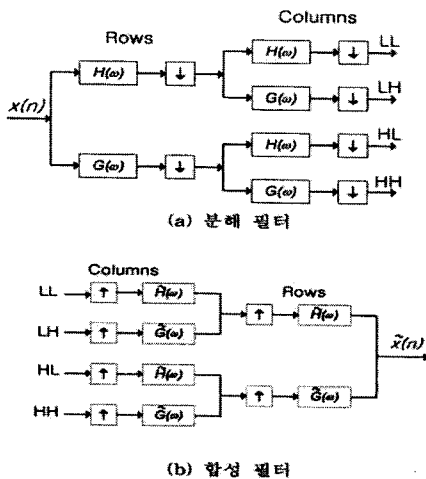 Columns
Rows
H(ω) ↓ H(ω) ↓ LL
x(n)
G(ω) ↓ LH
H(ω) ↓ HL
G(ω) ↓ G(ω) ↓ HH
(a) 분해 필터
Columns
Rows
LL ↑ H̃(ω) ↑ H̃(ω)
LH ↑ G̃(ω)
x̃(n)
HL ↑ H̃(ω)
↑ G̃(ω)
HH ↑ G̃(ω)
(b) 합성 필터